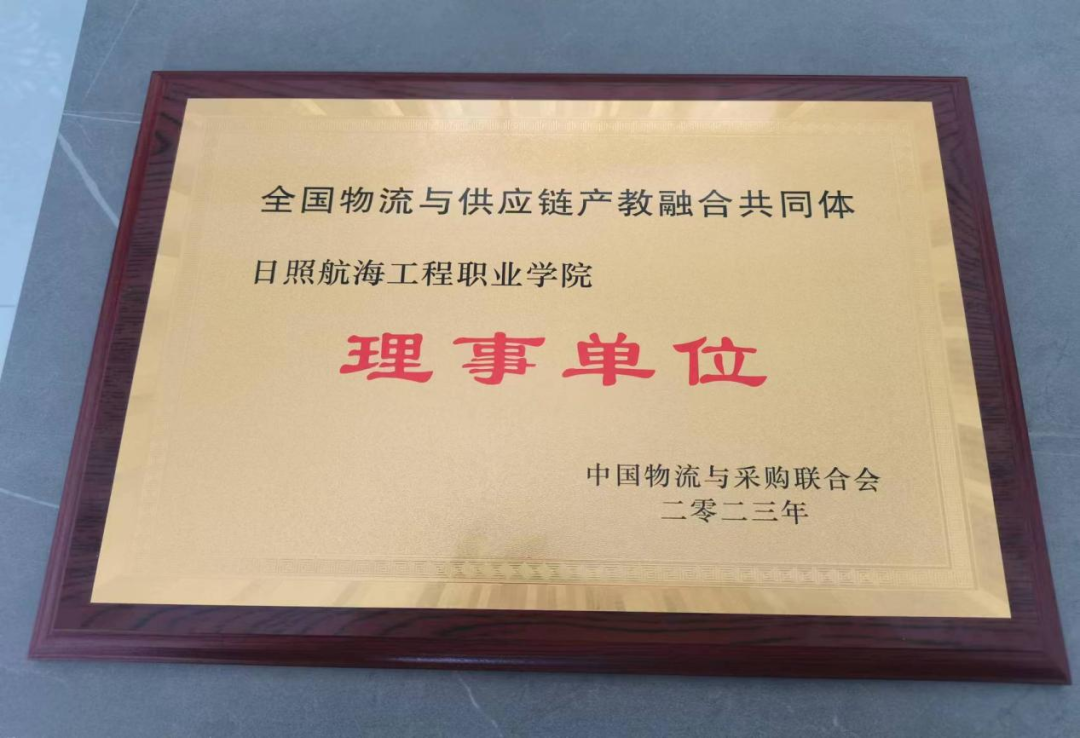 全国物流与供应链产教融合共同体
日照航海工程职业学院
理事单位
中国物流与采购联合会
二零二三年